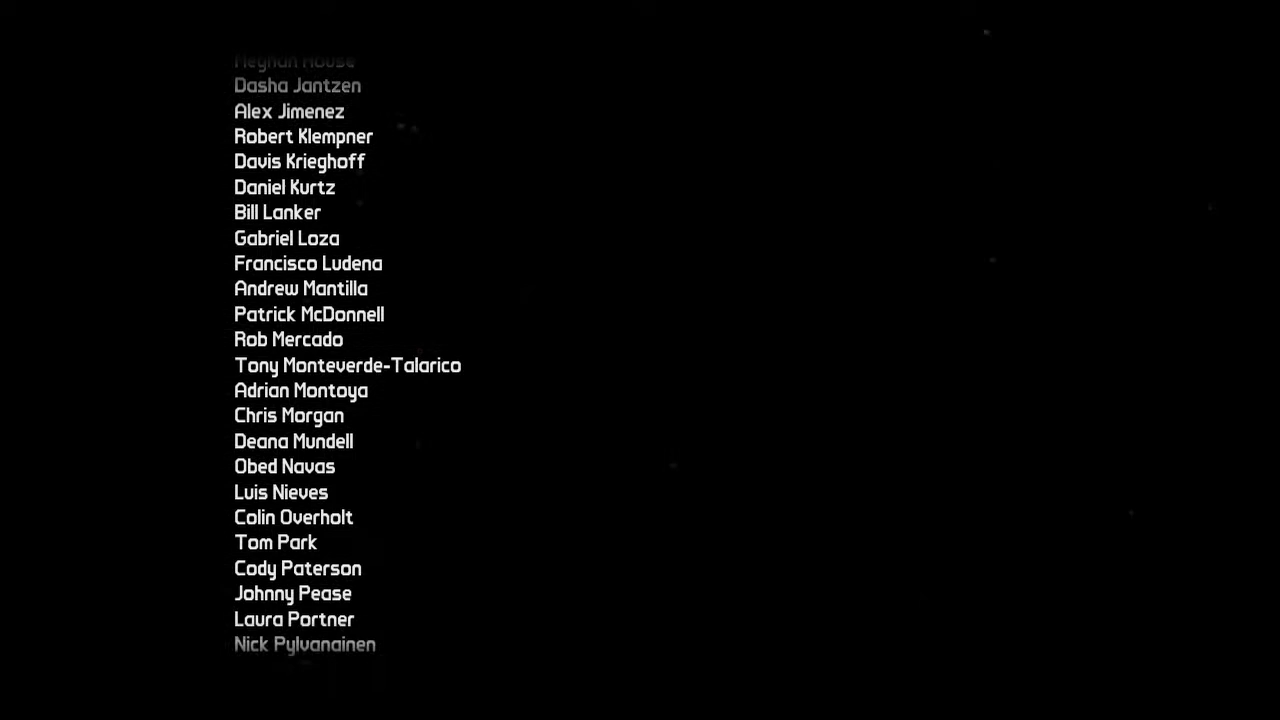 Meghan House
Dasha Jantzen
Alex Jimenez
Robert Klempner
Davis Krieghoff
Daniel Kurtz
Bill Lanker
Gabriel Loza
Francisco Ludena
Andrew Mantilla
Patrick McDonnell
Rob Mercado
Tony Monteverde-Talarico
Adrian Montoya
Chris Morgan
Deana Mundell
Obed Navas
Luis Nieves
Colin Overholt
Tom Park
Cody Paterson
Johnny Pease
Laura Portner
Nick Pylvanainen